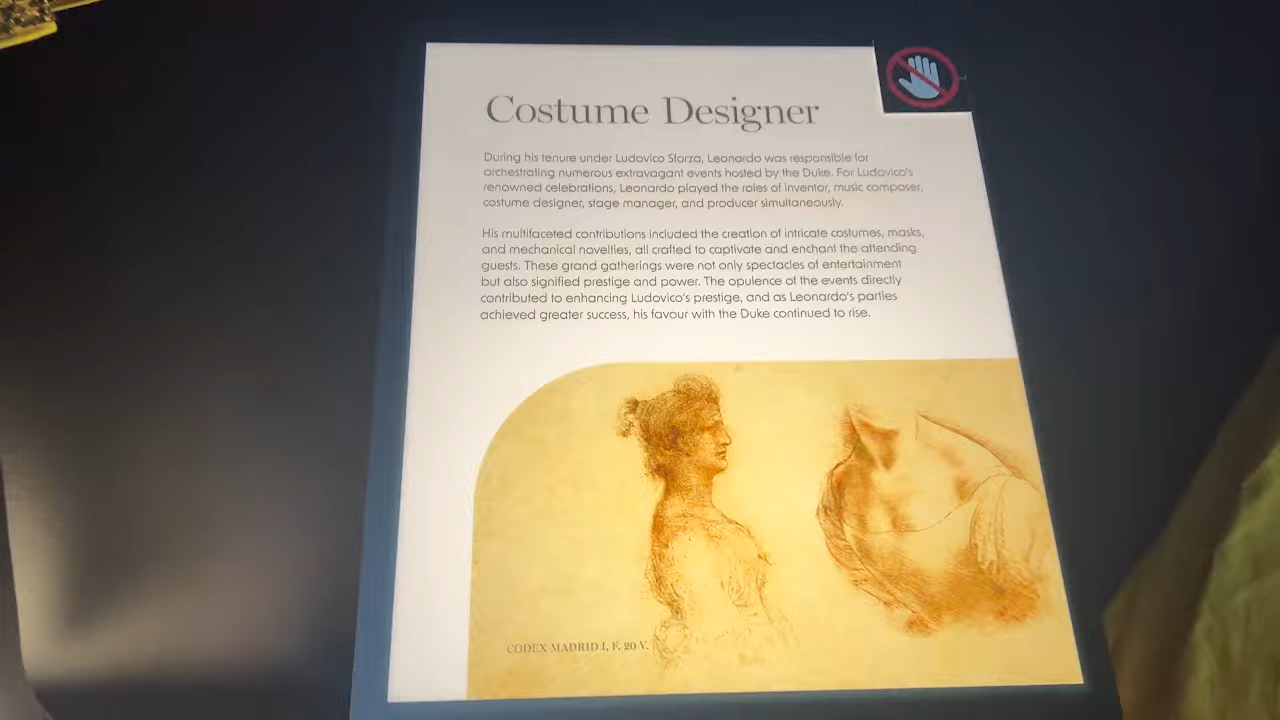 Costume Designer
During his tenure under Ludovico Sforza, Leonardo was responsible for
orchestrating numerous extravagant events hosted by the Duke. For Ludovico's
renowned celebrations, Leonardo played the roles of inventor, music composer,
costume designer, stage manager, and producer simultaneously.
His multifaceted contributions included the creation of intricate costumes, masks,
and mechanical novelties, all crafted to captivate and enchant the attending
guests. These grand gatherings were not only spectacles of entertainment
but also signified prestige and power. The opulence of the events directly
contributed to enhancing Ludovico's prestige, and as Leonardo's parties
achieved greater success, his favour with the Duke continued to rise.
CODEX MADRID I, F. 20 V.